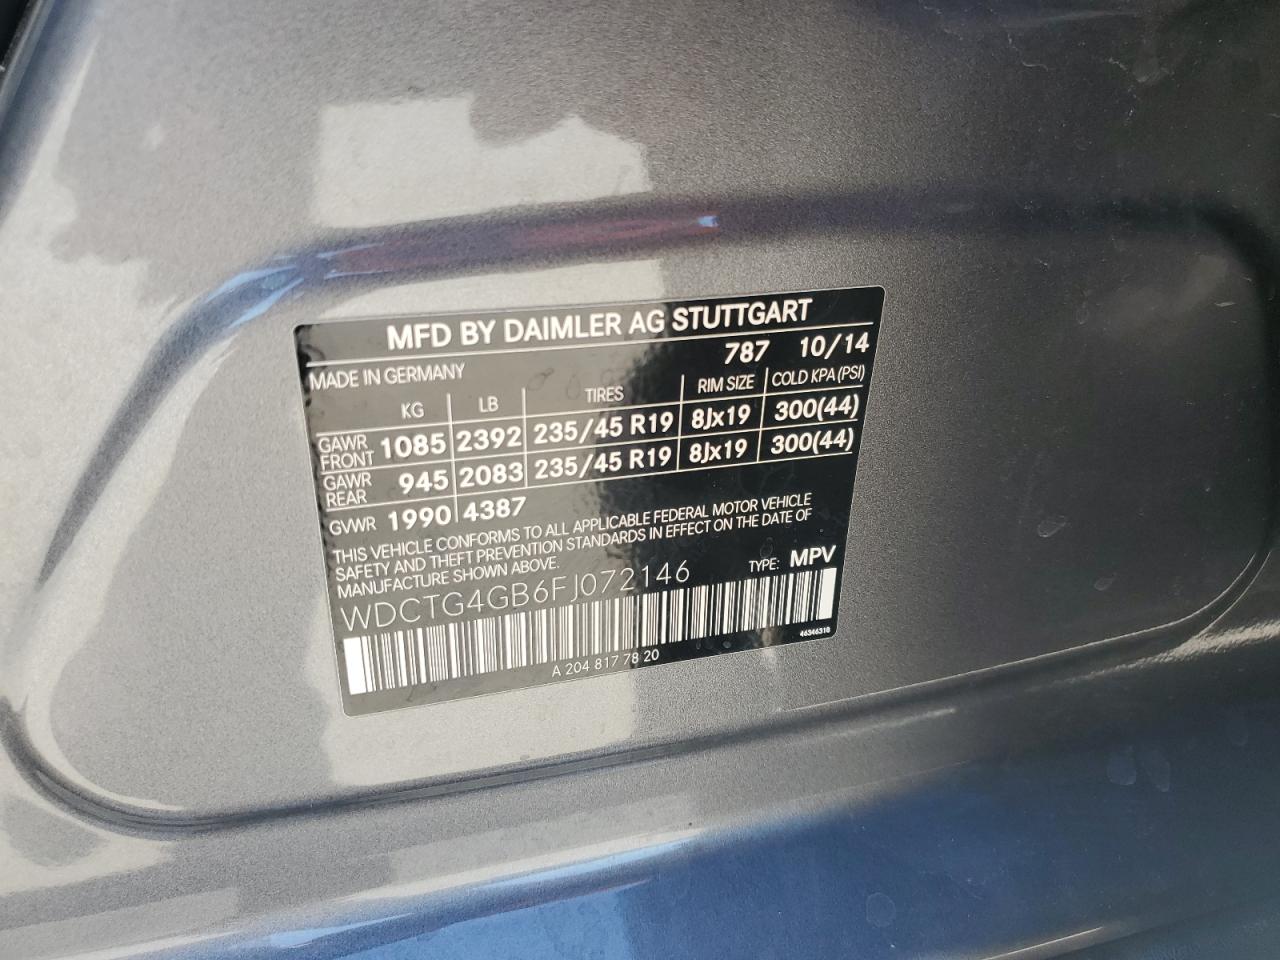 MFD BY DAIMLER AG STUTTGART
787 10/14
MADE IN GERMANY
KG LB TIRES RIM SIZE COLD KPA (PSI)
GAWR FRONT 1085 2392 235/45 R19 8Jx19 300(44)
GAWR REAR 945 2083 235/45 R19 8Jx19 300(44)
GVWR 1990 4387
THIS VEHICLE CONFORMS TO ALL APPLICABLE FEDERAL MOTOR VEHICLE
SAFETY AND THEFT PREVENTION STANDARDS IN EFFECT ON THE DATE OF
MANUFACTURE SHOWN ABOVE.
TYPE: MPV
WDCTG4GB6FJ072146
46346310
A 204 817 78 20